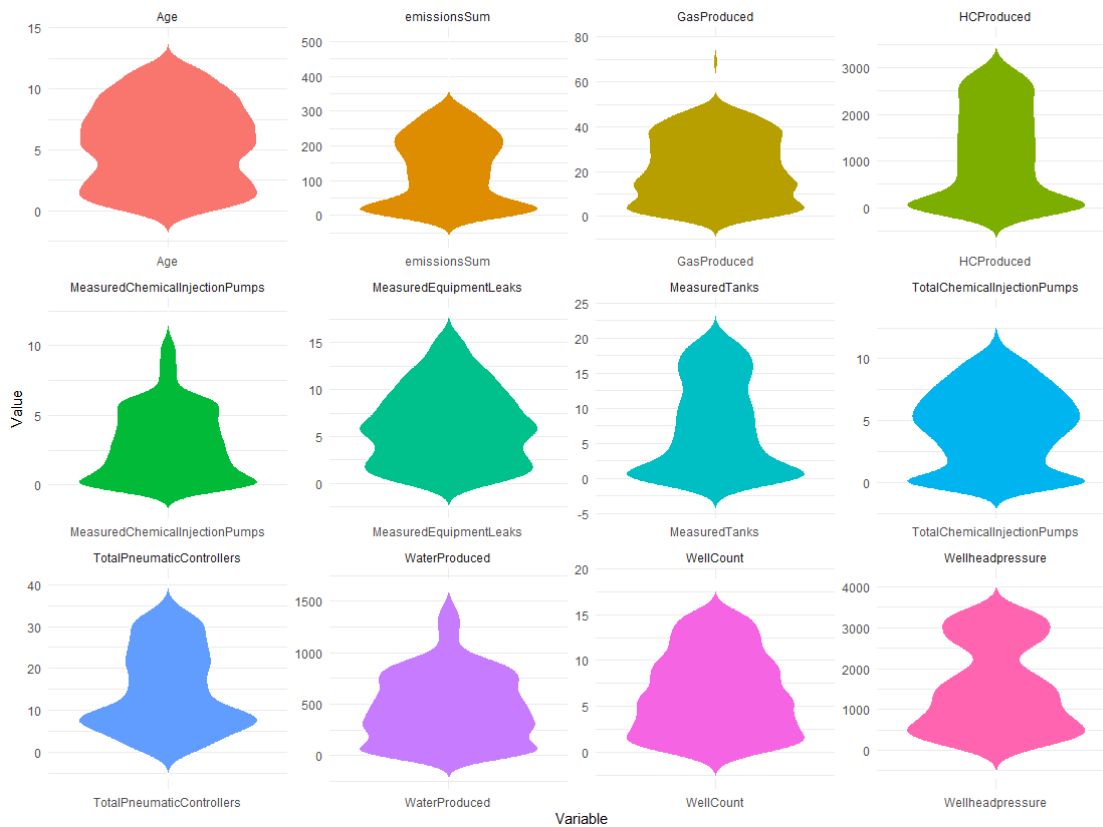 Age emissionsSum GasProduced HCProduced
15 10 5 0
500 400 300 200 100 0
80 60 40 20 0
3000 2000 1000 0
Age emissionsSum GasProduced HCProduced
MeasuredChemicalInjectionPumps MeasuredEquipmentLeaks MeasuredTanks TotalChemicalInjectionPumps
Value
10 5 0
15 10 5 0
25 20 15 10 5 0 -5
10 5 0
MeasuredChemicalInjectionPumps MeasuredEquipmentLeaks MeasuredTanks TotalChemicalInjectionPumps
TotalPneumaticControllers WaterProduced WellCount Wellheadpressure
40 30 20 10 0
1500 1000 500 0
20 15 10 5 0
4000 3000 2000 1000 0
TotalPneumaticControllers WaterProduced WellCount Wellheadpressure
Variable